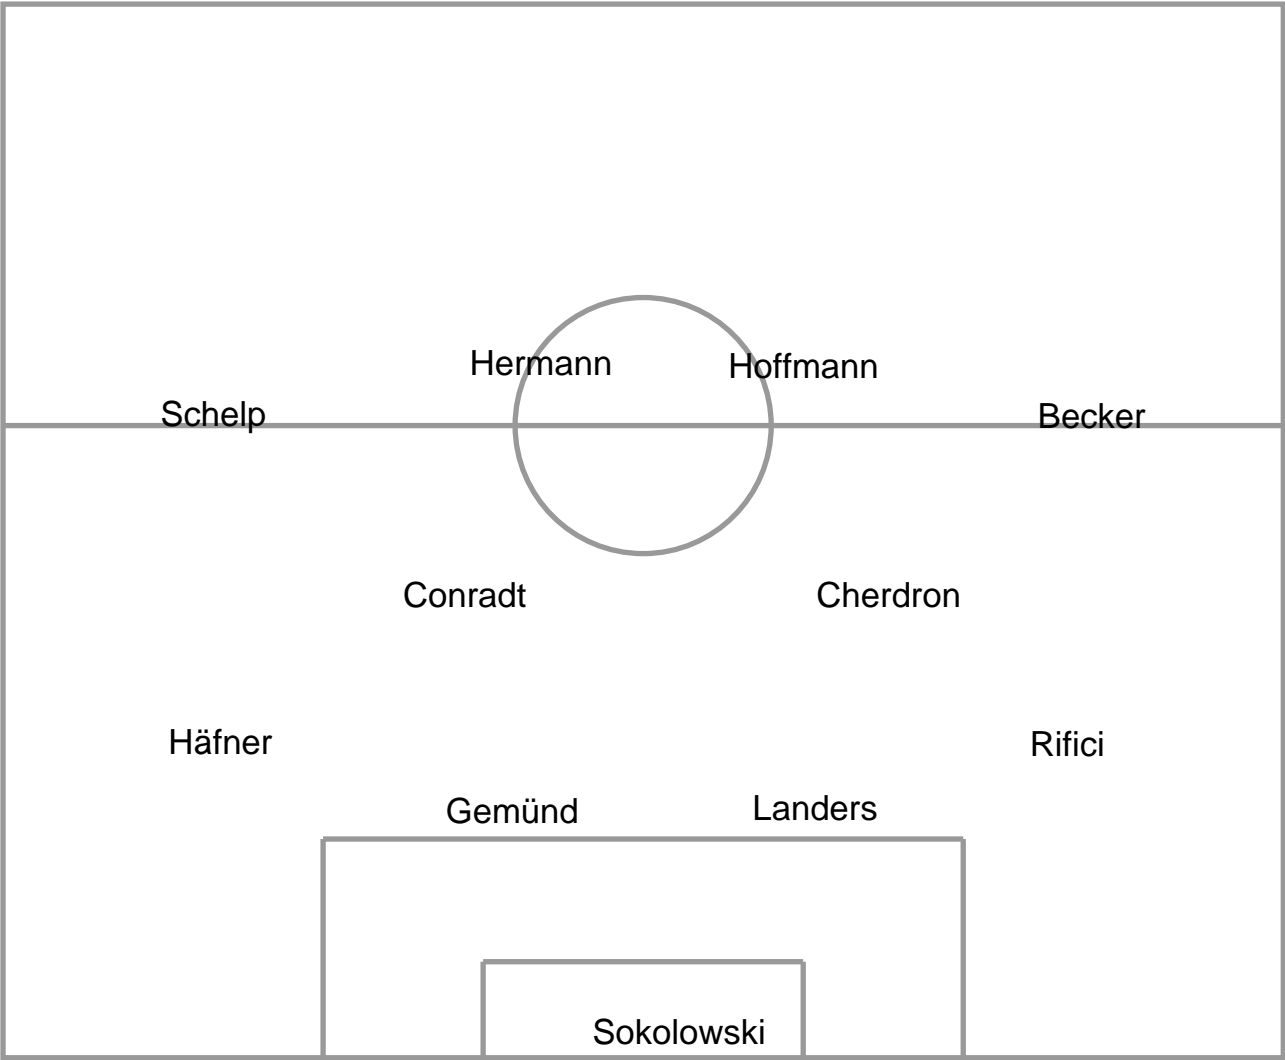 Hermann
Hoffmann
Schelp
Becker
Conradt
Cherdron
Häfner
Rifici
Gemünd
Landers
Sokolowski